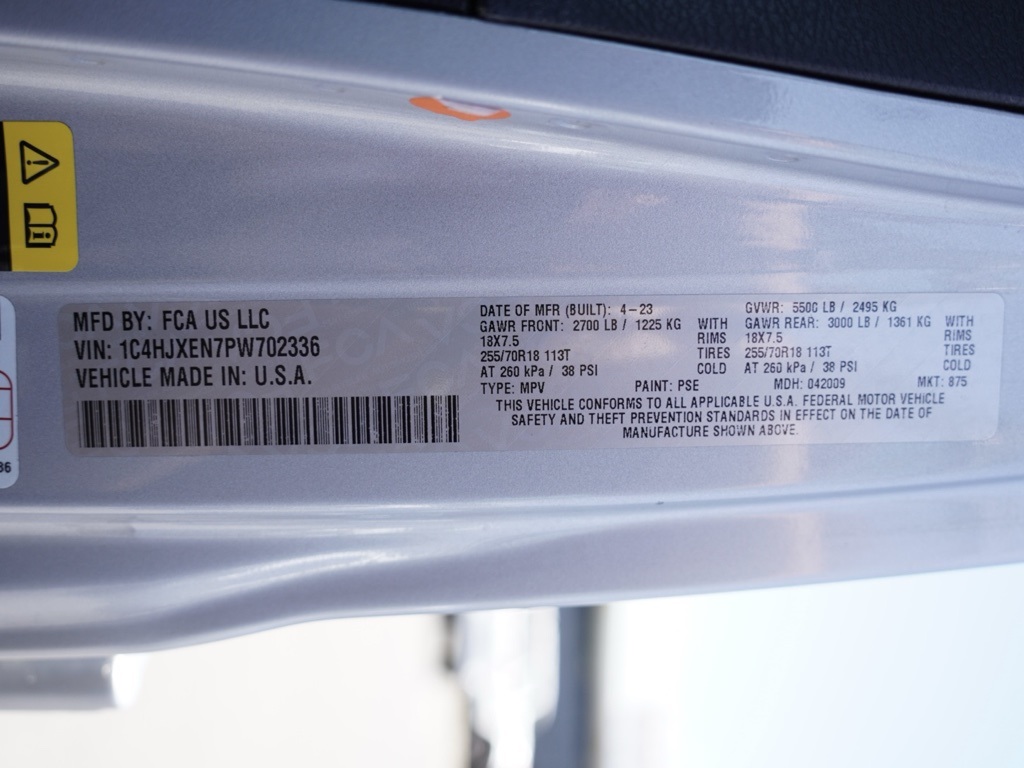 MFD BY: FCA US LLC
VIN: 1C4HJXEN7PW702336
VEHICLE MADE IN: U.S.A.
DATE OF MFR (BUILT): 4-23 GVWR: 5500 LB / 2495 KG
GAWR FRONT: 2700 LB / 1225 KG WITH GAWR REAR: 3000 LB / 1361 KG WITH
18X7.5 RIMS 18X7.5 RIMS
255/70R18 113T TIRES 255/70R18 113T TIRES
AT 260 kPa / 38 PSI COLD AT 260 kPa / 38 PSI COLD
TYPE: MPV PAINT: PSE MDH: 042009 MKT: 875
THIS VEHICLE CONFORMS TO ALL APPLICABLE U.S.A. FEDERAL MOTOR VEHICLE
SAFETY AND THEFT PREVENTION STANDARDS IN EFFECT ON THE DATE OF
MANUFACTURE SHOWN ABOVE.